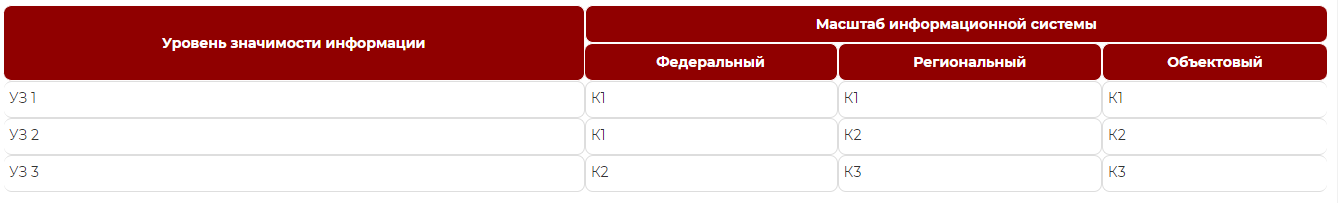 Уровень значимости информации
Масштаб информационной системы
Федеральный Региональный Объектовый
УЗ 1 К1 К1 К1
УЗ 2 К1 К2 К2
УЗ 3 К2 К3 К3